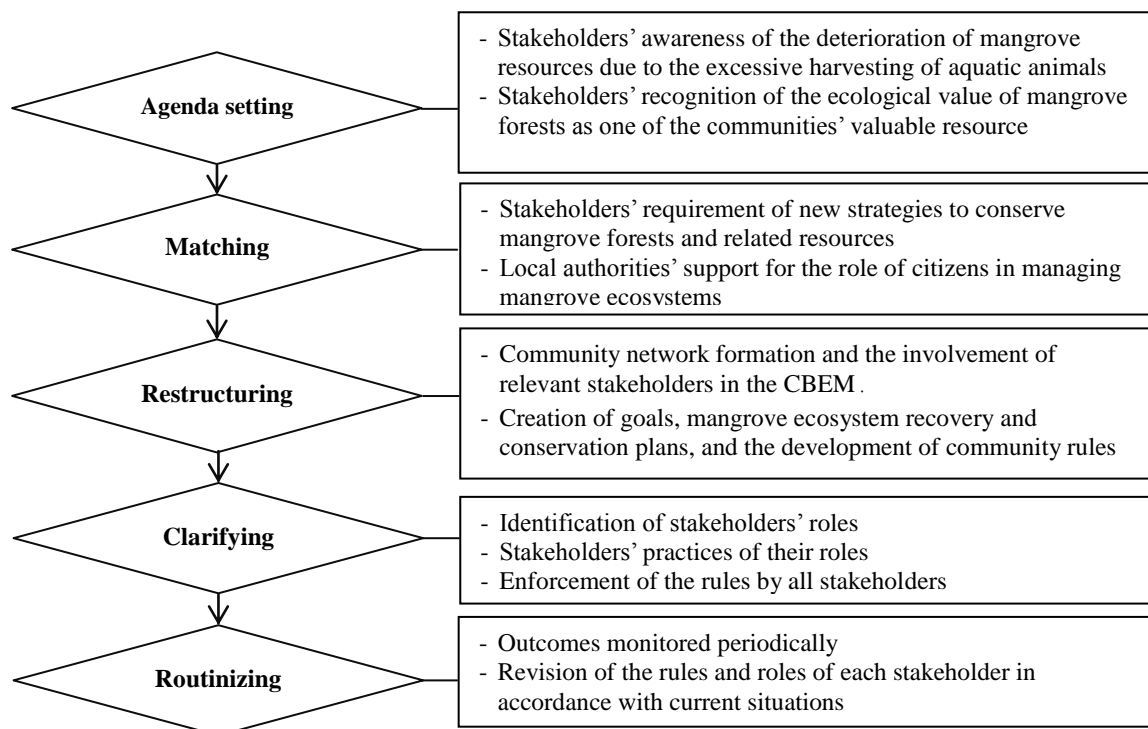 Agenda setting
- Stakeholders’ awareness of the deterioration of mangrove
resources due to the excessive harvesting of aquatic animals
- Stakeholders’ recognition of the ecological value of mangrove
forests as one of the communities’ valuable resource
Matching
- Stakeholders’ requirement of new strategies to conserve
mangrove forests and related resources
- Local authorities’ support for the role of citizens in managing
mangrove ecosystems
Restructuring
- Community network formation and the involvement of
relevant stakeholders in the CBEM .
- Creation of goals, mangrove ecosystem recovery and
conservation plans, and the development of community rules
Clarifying
- Identification of stakeholders’ roles
- Stakeholders’ practices of their roles
- Enforcement of the rules by all stakeholders
Routinizing
- Outcomes monitored periodically
- Revision of the rules and roles of each stakeholder in
accordance with current situations